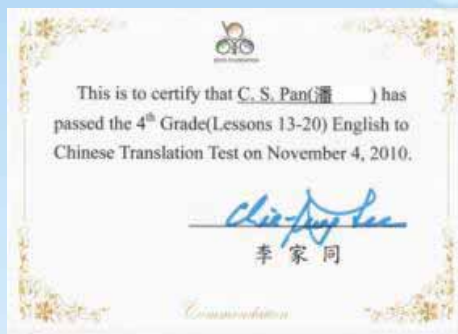 This is to certify that C. S. Pan(潘 ) has
passed the 4th Grade(Lessons 13-20) English to
Chinese Translation Test on November 4, 2010.
李家同
Commendation